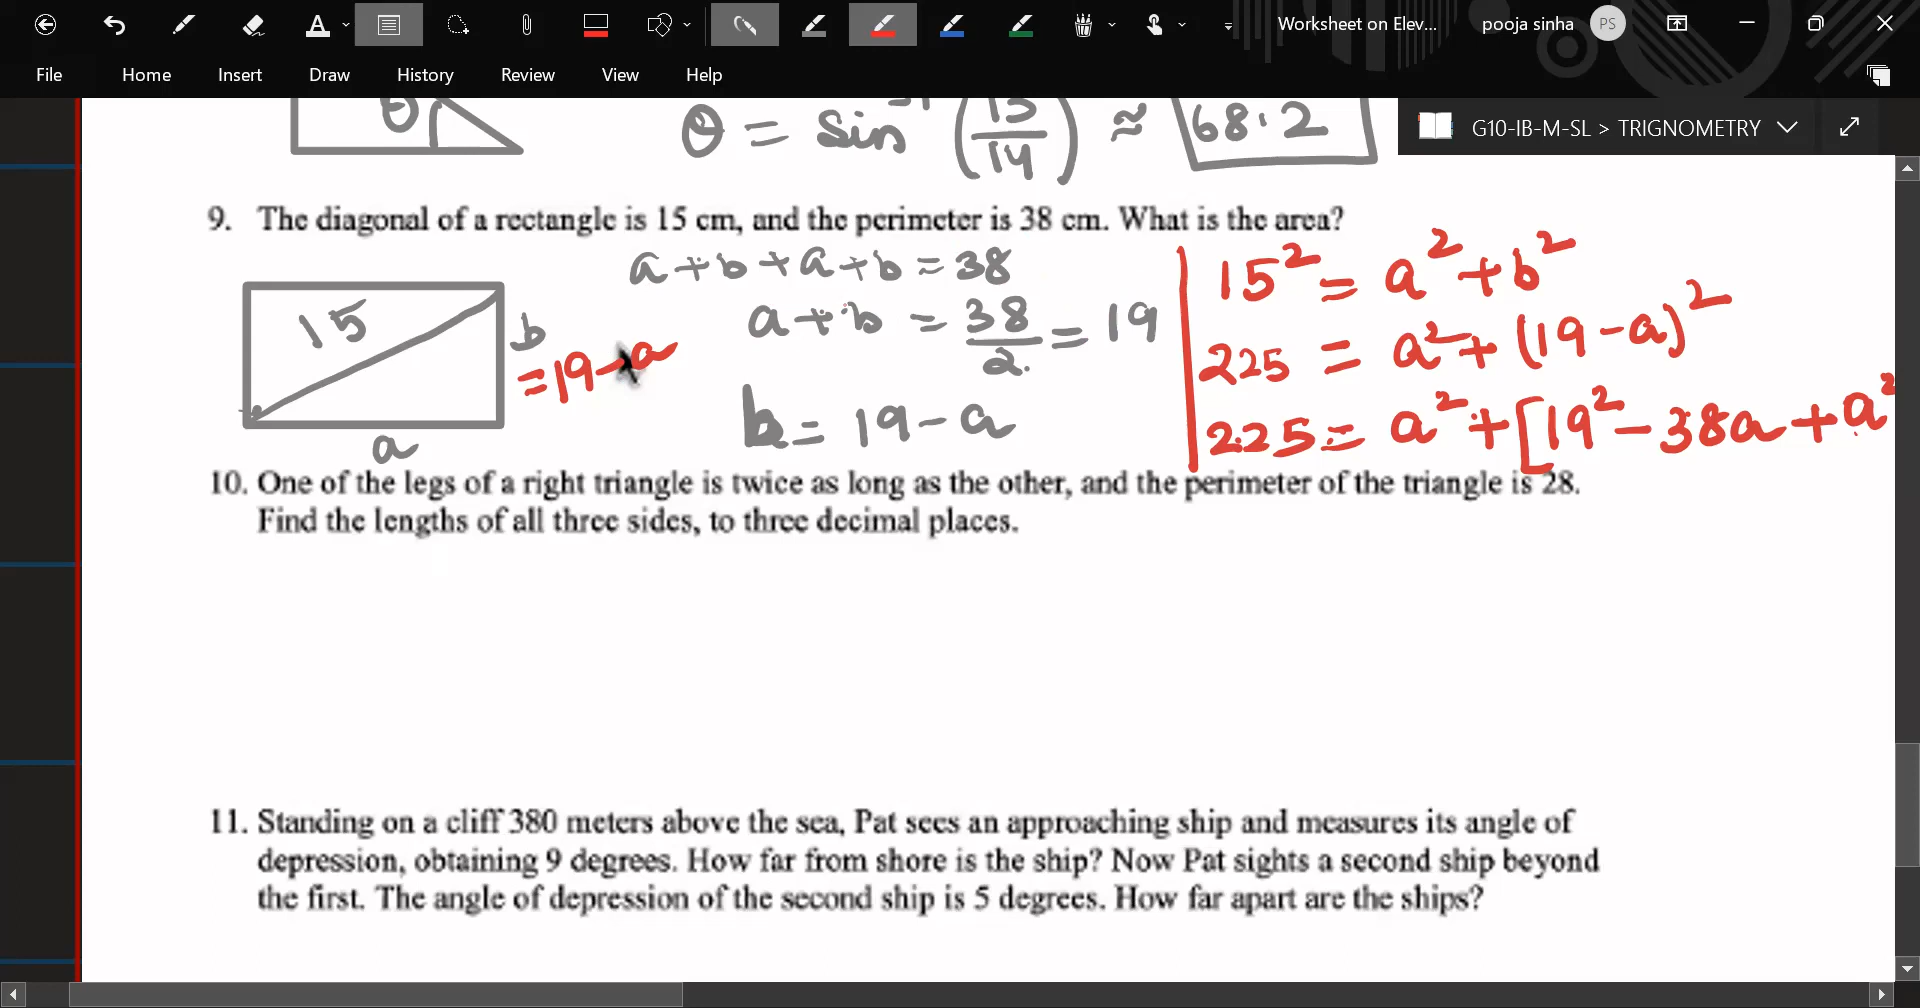 Worksheet on Elev... pooja sinha PS
File Home Insert Draw History Review View Help
G10-IB-M-SL > TRIGNOMETRY
θ
θ = sin⁻¹ (13/14) ≈ 68.2
9. The diagonal of a rectangle is 15 cm, and the perimeter is 38 cm. What is the area?
15
b
= 19 - a
a
a + b + a + b = 38
a + b = 38/2 = 19
b = 19 - a
15² = a² + b²
225 = a² + (19 - a)²
225 = a² + [19² - 38a + a²
10. One of the legs of a right triangle is twice as long as the other, and the perimeter of the triangle is 28.
Find the lengths of all three sides, to three decimal places.
11. Standing on a cliff 380 meters above the sea, Pat sees an approaching ship and measures its angle of
depression, obtaining 9 degrees. How far from shore is the ship? Now Pat sights a second ship beyond
the first. The angle of depression of the second ship is 5 degrees. How far apart are the ships?